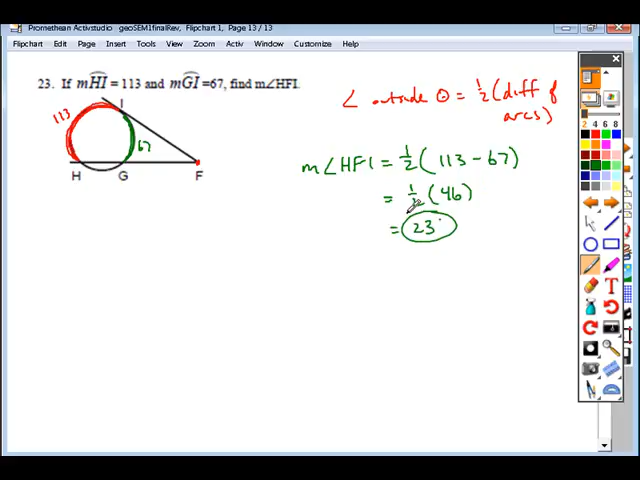 Promethean Activstudio geoSEM1finalRev, Flipchart 1, Page 13 / 13
Flipchart Edit Page Insert Tools View Zoom Activ Window Customize Help
23. If mHI = 113 and mGI =67, find m∠HFI.
∠ outside ⊙ = 1/2 (diff of
arcs)
113
I
67
H G F
m∠HFI = 1/2 (113 - 67)
= 1/2 (46)
= 23°
2 4 6 8